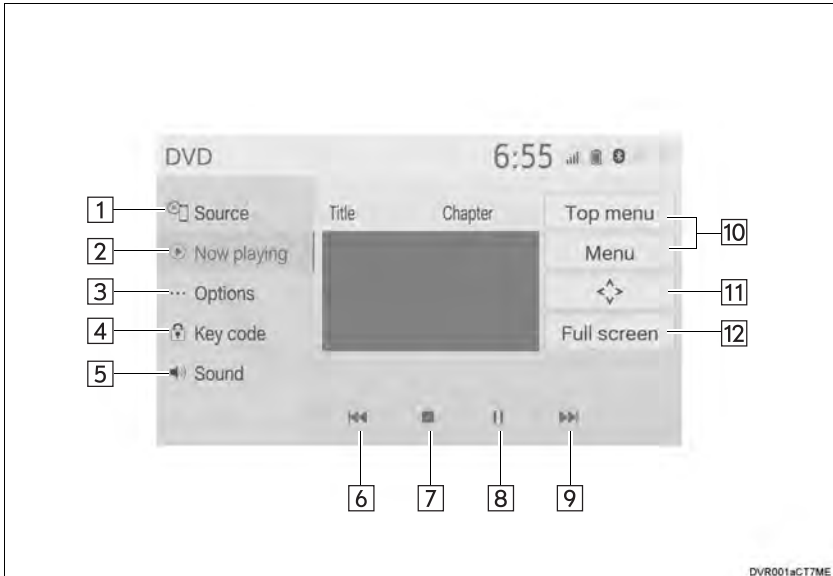 DVD 6:55
1 Source
2 Now playing
3 ··· Options
4 Key code
5 Sound
Title Chapter
Top menu
Menu
10
11
Full screen 12
6 7 8 9
DVR001aCT7ME